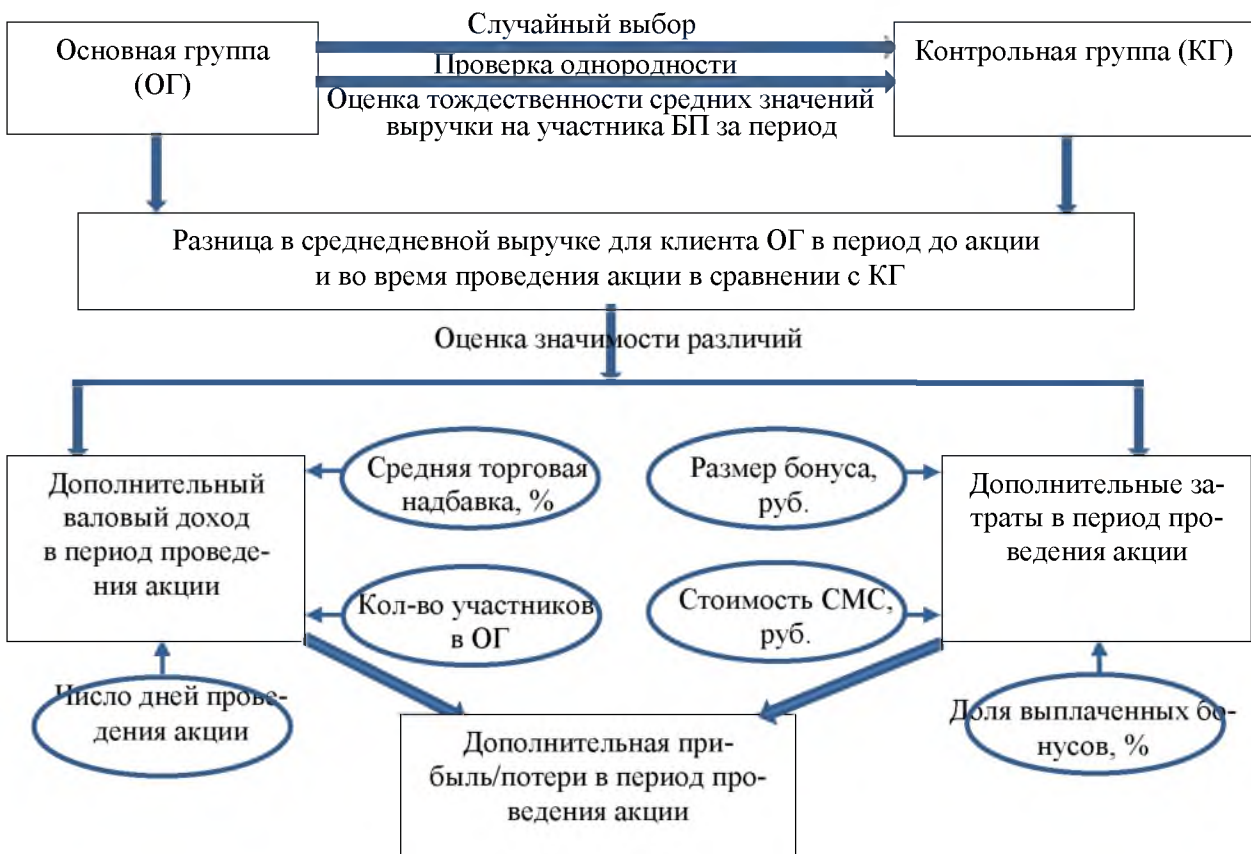 Случайный выбор
Основная группа
(ОГ)
Контрольная группа (КГ)
Проверка однородности
Оценка тождественности средних значений
выручки на участника БП за период
Разница в среднедневной выручке для клиента ОГ в период до акции
и во время проведения акции в сравнении с КГ
Оценка значимости различий
Дополнительный
валовый доход
в период проведе-
ния акции
Средняя торговая
надбавка, %
Размер бонуса,
руб.
Дополнительные за-
траты в период про-
ведения акции
Кол-во участников
в ОГ
Стоимость СМС,
руб.
Число дней прове-
дения акции
Доля выплаченных бо-
нусов, %
Дополнительная при-
быль/потери в период про-
ведения акции